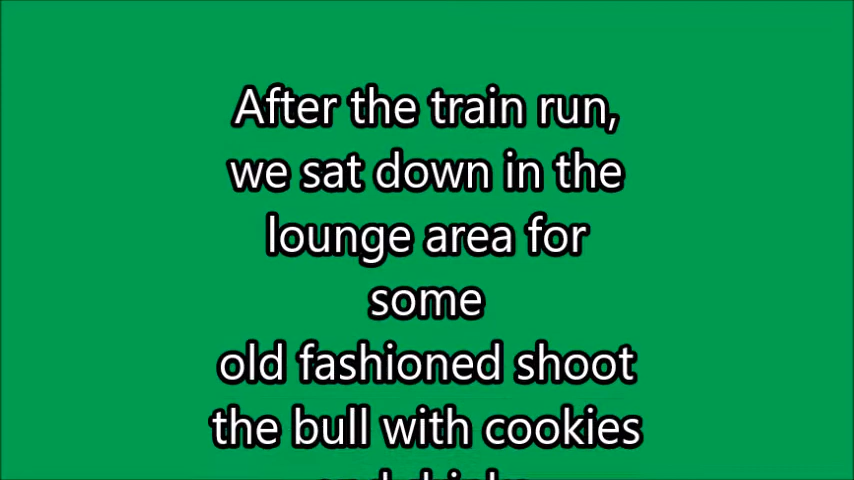 After the train run,
we sat down in the
lounge area for
some
old fashioned shoot
the bull with cookies